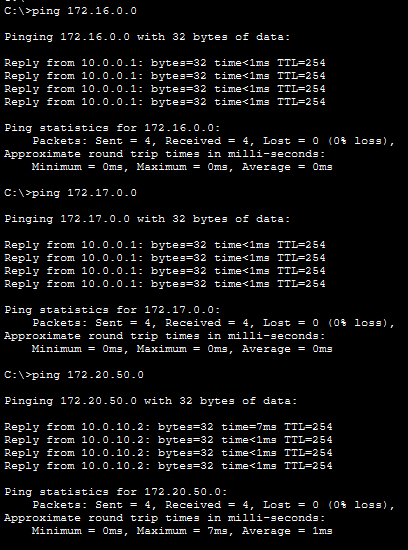 C:\>ping 172.16.0.0
Pinging 172.16.0.0 with 32 bytes of data:
Reply from 10.0.0.1: bytes=32 time<1ms TTL=254
Reply from 10.0.0.1: bytes=32 time<1ms TTL=254
Reply from 10.0.0.1: bytes=32 time<1ms TTL=254
Reply from 10.0.0.1: bytes=32 time<1ms TTL=254
Ping statistics for 172.16.0.0:
Packets: Sent = 4, Received = 4, Lost = 0 (0% loss),
Approximate round trip times in milli-seconds:
Minimum = 0ms, Maximum = 0ms, Average = 0ms
C:\>ping 172.17.0.0
Pinging 172.17.0.0 with 32 bytes of data:
Reply from 10.0.0.1: bytes=32 time<1ms TTL=254
Reply from 10.0.0.1: bytes=32 time<1ms TTL=254
Reply from 10.0.0.1: bytes=32 time<1ms TTL=254
Reply from 10.0.0.1: bytes=32 time<1ms TTL=254
Ping statistics for 172.17.0.0:
Packets: Sent = 4, Received = 4, Lost = 0 (0% loss),
Approximate round trip times in milli-seconds:
Minimum = 0ms, Maximum = 0ms, Average = 0ms
C:\>ping 172.20.50.0
Pinging 172.20.50.0 with 32 bytes of data:
Reply from 10.0.10.2: bytes=32 time=7ms TTL=254
Reply from 10.0.10.2: bytes=32 time<1ms TTL=254
Reply from 10.0.10.2: bytes=32 time<1ms TTL=254
Reply from 10.0.10.2: bytes=32 time<1ms TTL=254
Ping statistics for 172.20.50.0:
Packets: Sent = 4, Received = 4, Lost = 0 (0% loss),
Approximate round trip times in milli-seconds:
Minimum = 0ms, Maximum = 7ms, Average = 1ms